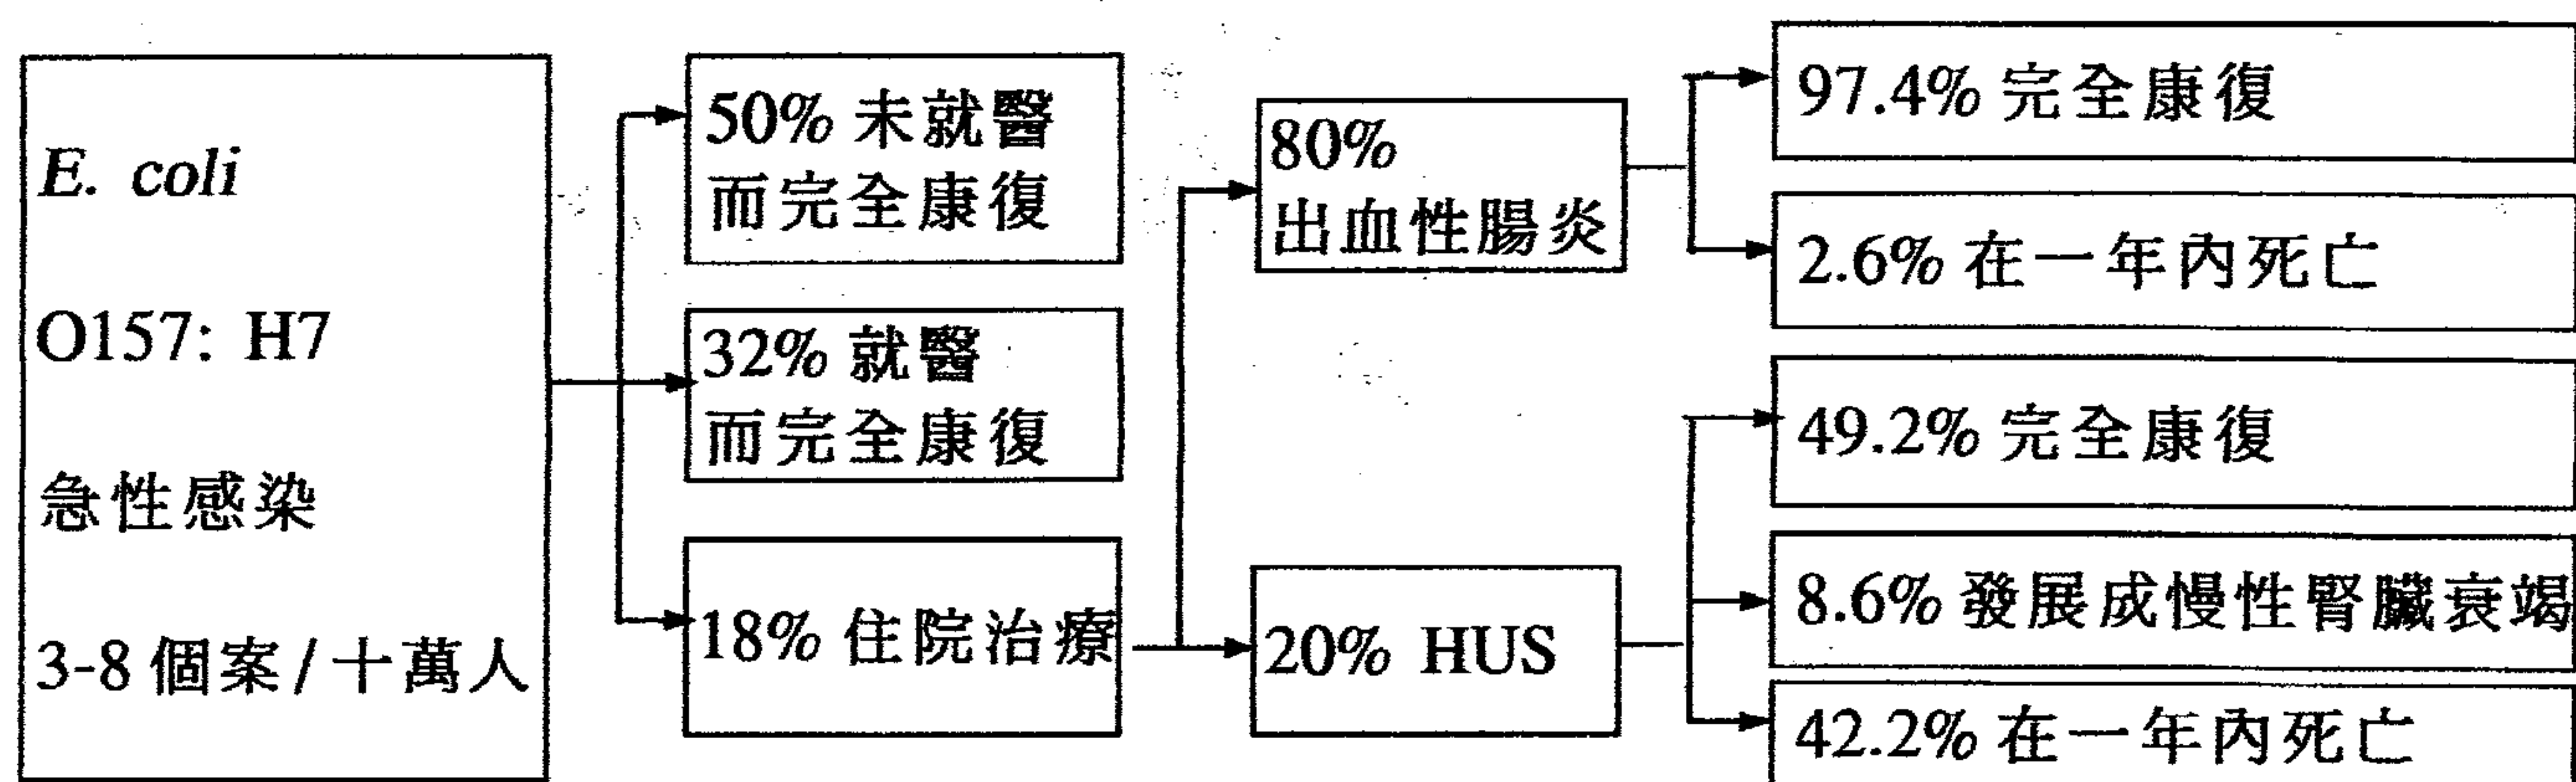 E. coli
O157: H7
急性感染
3-8 個案 / 十萬人
50% 未就醫
而完全康復
32% 就醫
而完全康復
18% 住院治療
80%
出血性腸炎
20% HUS
97.4% 完全康復
2.6% 在一年內死亡
49.2% 完全康復
8.6% 發展成慢性腎臟衰竭
42.2% 在一年內死亡